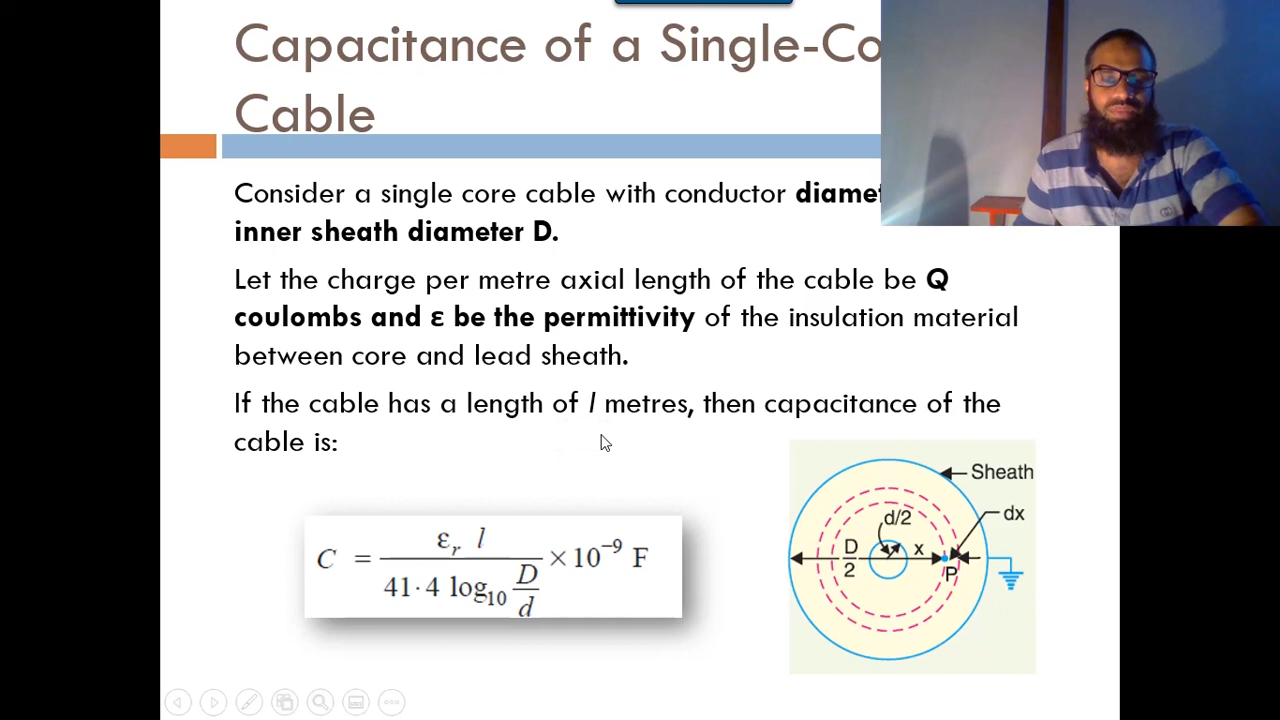 Capacitance of a Single-Co
Cable
Consider a single core cable with conductor diamet
inner sheath diameter D.
Let the charge per metre axial length of the cable be Q
coulombs and ε be the permittivity of the insulation material
between core and lead sheath.
If the cable has a length of l metres, then capacitance of the
cable is:
C = εr l / 41·4 log10 D/d × 10⁻⁹ F
Sheath
d/2
dx
D/2
x
P